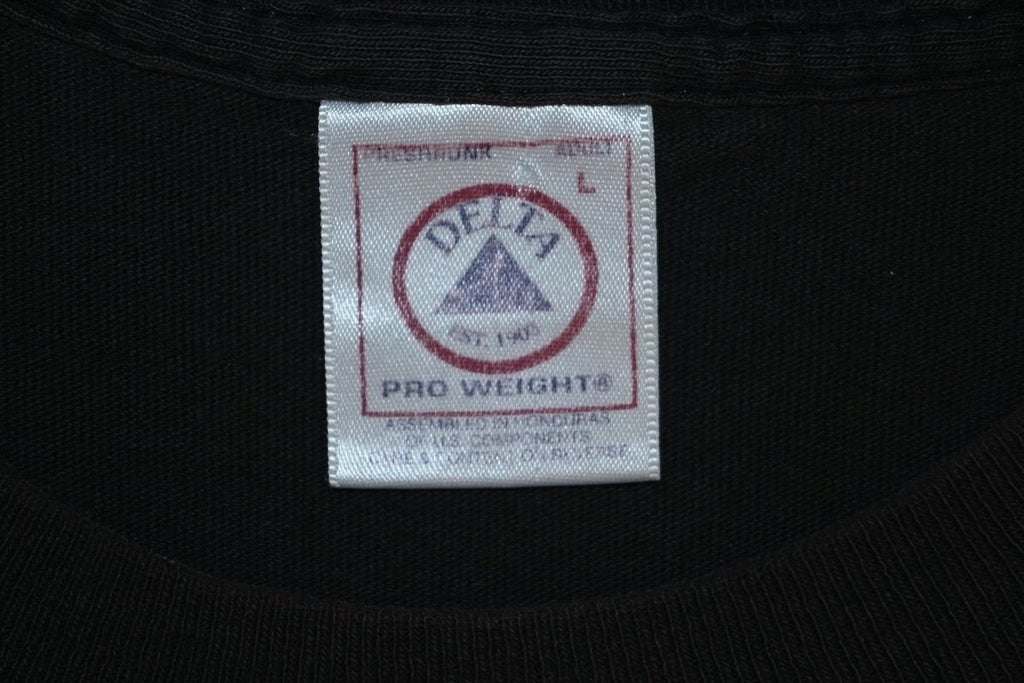 PRESHRUNK ADULT
L
DELTA
EST. 1903
PRO WEIGHT®
ASSEMBLED IN HONDURAS
OF U.S. COMPONENTS
CARE & CONTENT ON REVERSE